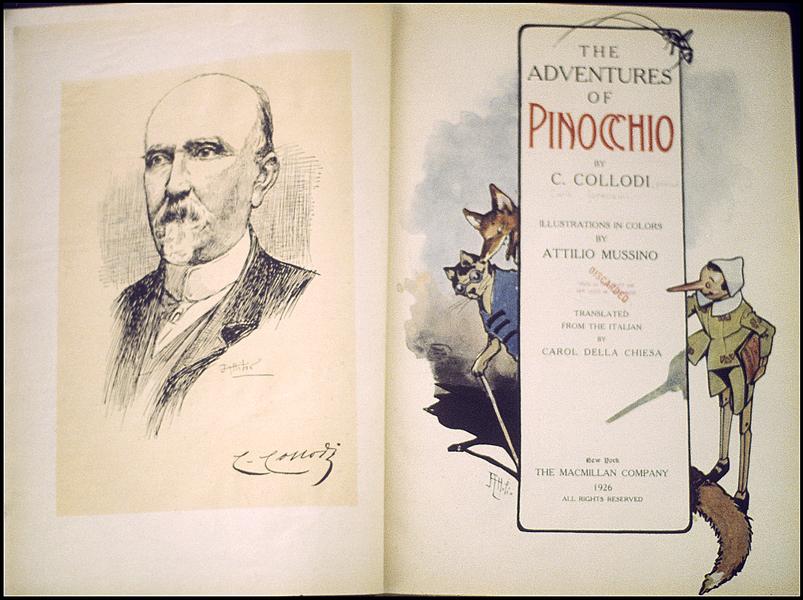 C. Collodi
THE
ADVENTURES
OF
PINOCCHIO
BY
C. COLLODI
ILLUSTRATIONS IN COLORS
BY
ATTILIO MUSSINO
DISCARDED
TRANSLATED
FROM THE ITALIAN
BY
CAROL DELLA CHIESA
New York
THE MACMILLAN COMPANY
1926
ALL RIGHTS RESERVED